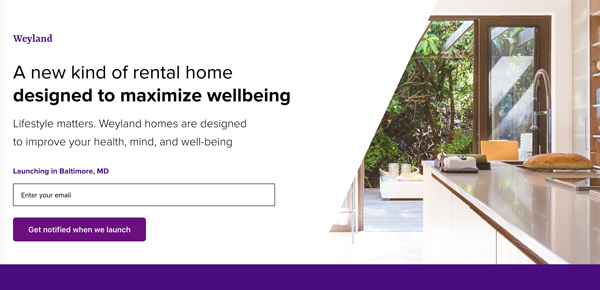 Weyland
A new kind of rental home
designed to maximize wellbeing
Lifestyle matters. Weyland homes are designed
to improve your health, mind, and well-being
Launching in Baltimore, MD
Enter your email
Get notified when we launch